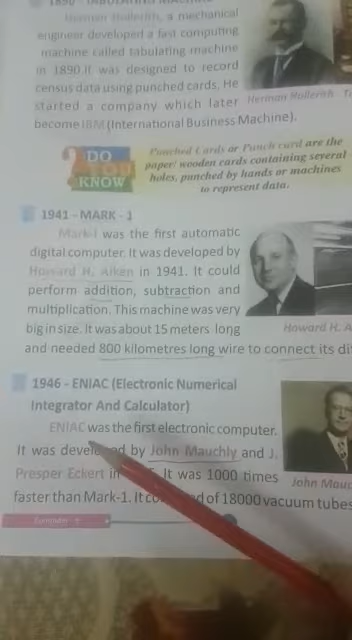 1890 - TABULATING MACHINE
Herman Hollerith, a mechanical
engineer developed a fast computing
machine called tabulating machine
in 1890.It was designed to record
census data using punched cards. He
started a company which later
become IBM (International Business Machine).
Herman Hollerith - T
DO
YOU
KNOW
Punched Cards or Punch card are the
paper/ wooden cards containing several
holes, punched by hands or machines
to represent data.
1941 - MARK - 1
Mark-I was the first automatic
digital computer. It was developed by
Howard H. Aiken in 1941. It could
perform addition, subtraction and
multiplication. This machine was very
big in size. It was about 15 meters long
and needed 800 kilometres long wire to connect its di
Howard H. A
1946 - ENIAC (Electronic Numerical
Integrator And Calculator)
ENIAC was the first electronic computer.
It was developed by John Mauchly and J.
Presper Eckert in It was 1000 times
faster than Mark-1. It of 18000 vacuum tubes
John Mauc
Computer